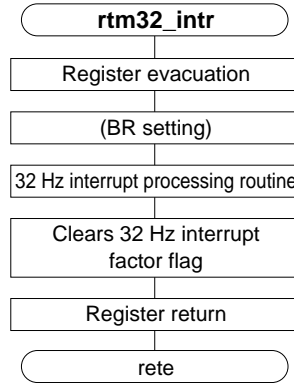 rtm32_intr
Register evacuation
(BR setting)
32 Hz interrupt processing routine
Clears 32 Hz interrupt
factor flag
Register return
rete